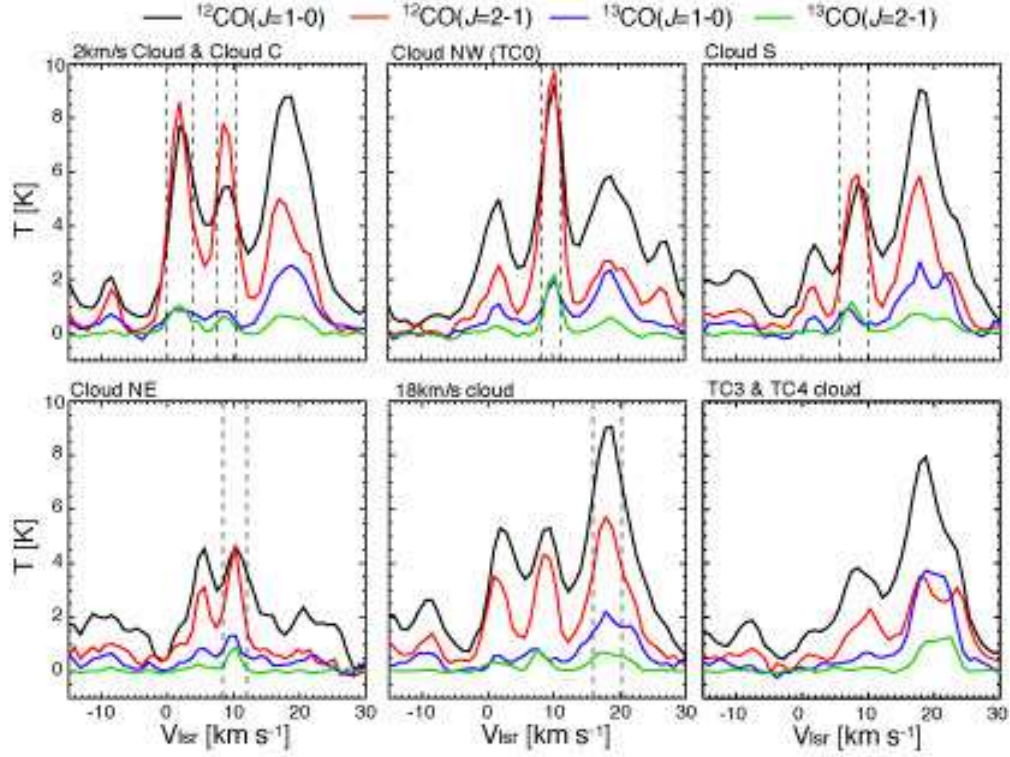 ¹²CO(J=1-0) ¹²CO(J=2-1) ¹³CO(J=1-0) ¹³CO(J=2-1)
2km/s Cloud & Cloud C Cloud NW (TC0) Cloud S
10
8
6
4
2
0
T [K]
Cloud NE 18km/s cloud TC3 & TC4 cloud
10
8
6
4
2
0
T [K]
-10 0 10 20 30 0 10 20 30 -10 0 10 20 30
Vlsr [km s⁻¹] Vlsr [km s⁻¹] Vlsr [km s⁻¹]